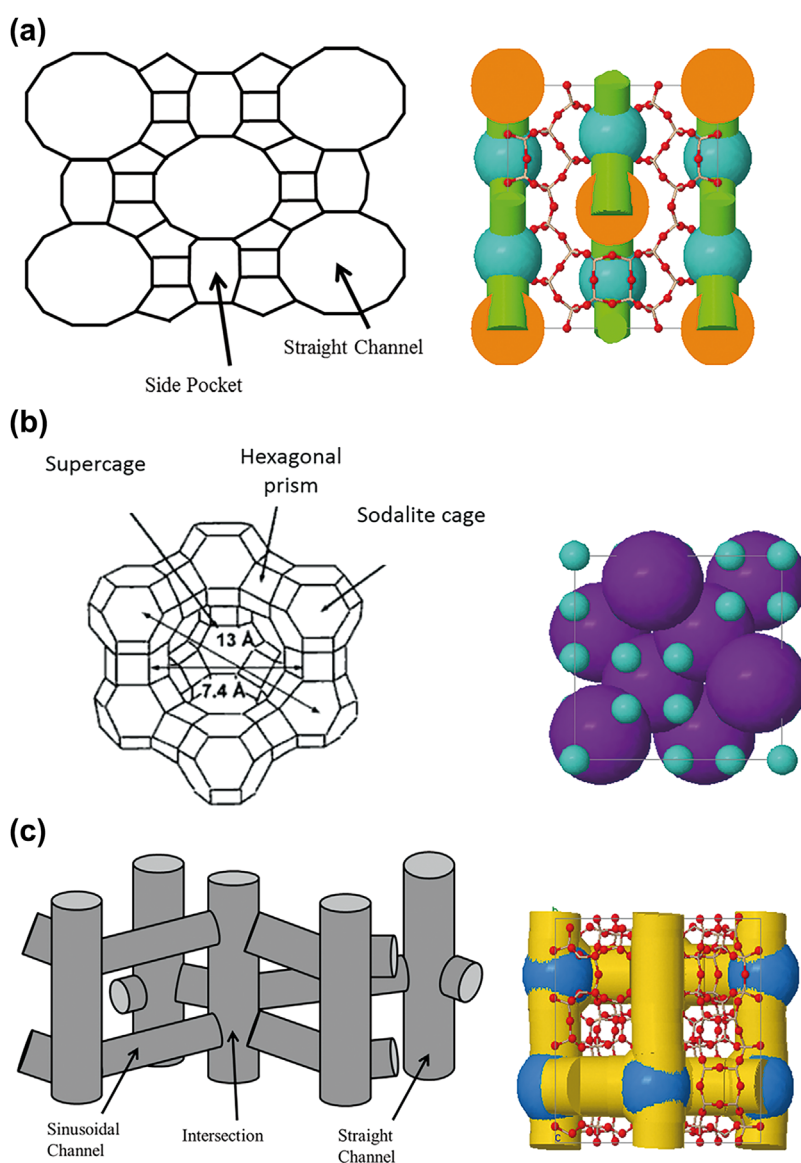 (a)
Straight Channel
Side Pocket
(b)
Supercage
Hexagonal
prism
Sodalite cage
13 Å
7.4 Å
(c)
Sinusoidal
Channel
Intersection
Straight
Channel
c